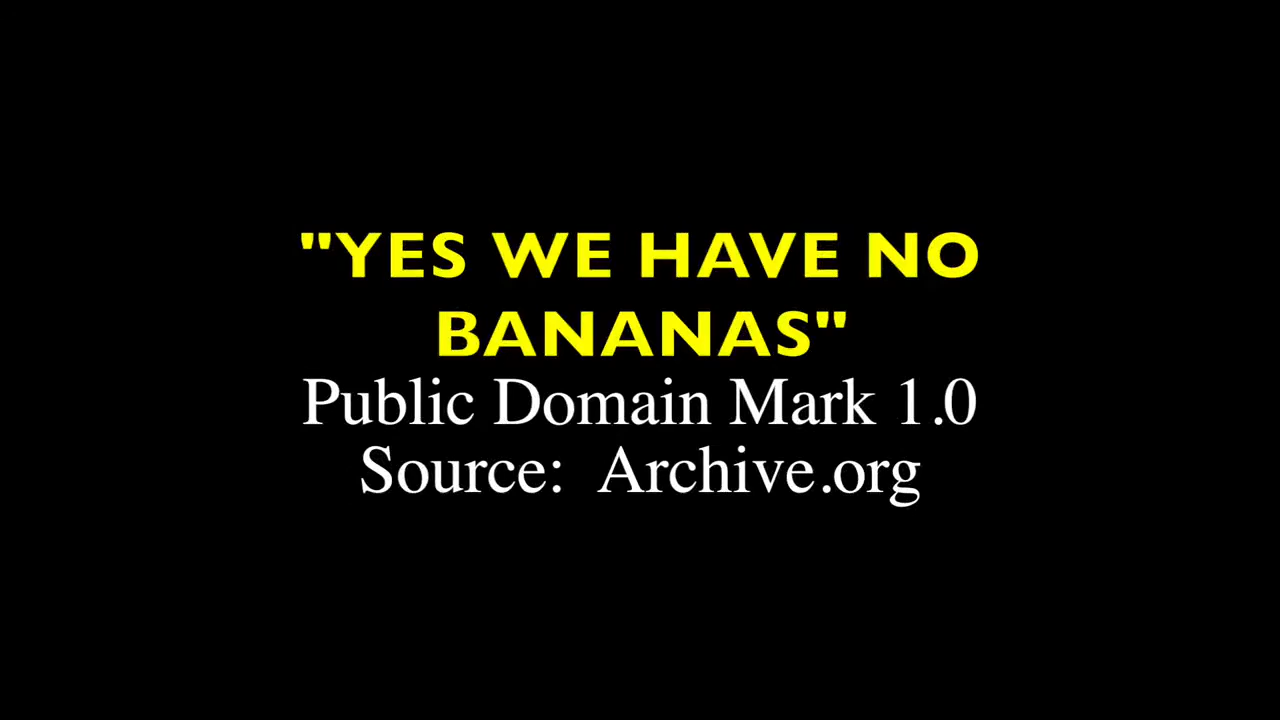 "YES WE HAVE NO
BANANAS"
Public Domain Mark 1.0
Source:  Archive.org